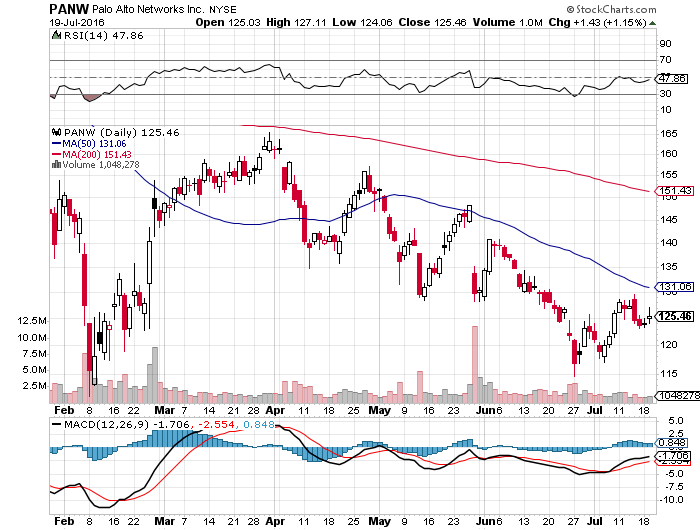 PANW Palo Alto Networks Inc. NYSE © StockCharts.com
19-Jul-2016 Open 125.03 High 127.11 Low 124.06 Close 125.46 Volume 1.0M Chg +1.43 (+1.15%)
RSI(14) 47.86
90
70
47.86
30
10
PANW (Daily) 125.46
MA(50) 131.06
MA(200) 151.43
Volume 1,048,278
165
160
155
151.43
150
145
140
135
131.06
125.46
120
115
12.5M
10.0M
7.5M
5.0M
2.5M
1048278
Feb 8 16 22 Mar 7 14 21 28 Apr 11 18 25 May 9 16 23 Jun 6 13 20 27 Jul 11 18
MACD(12,26,9) -1.706, -2.554, 0.848
5.0
2.5
0.848
-1.706
-2.554
-5.0
-7.5
-10.0
Feb 8 16 22 Mar 7 14 21 28 Apr 11 18 25 May 9 16 23 Jun 6 13 20 27 Jul 11 18